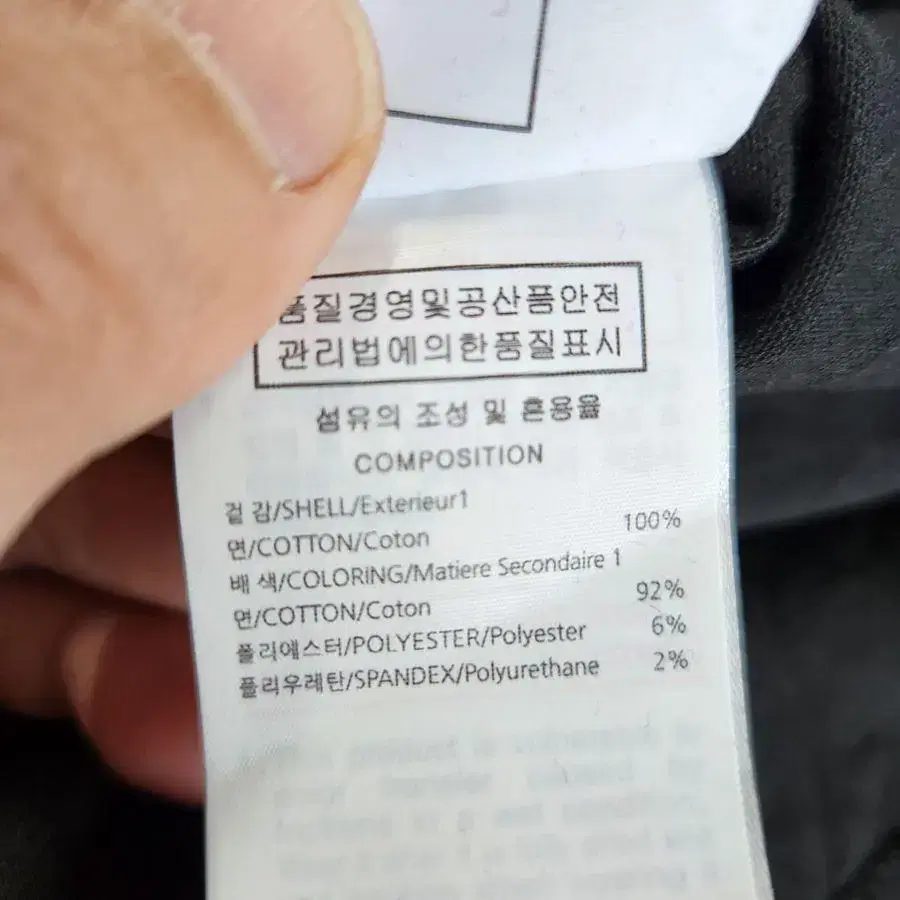 품질경영및공산품안전
관리법에의한품질표시
섬유의 조성 및 혼용율
COMPOSITION
겉 감/SHELL/Exterieur1
면/COTTON/Coton 100%
배 색/COLORING/Matiere Secondaire 1
면/COTTON/Coton 92%
폴리에스터/POLYESTER/Polyester 6%
폴리우레탄/SPANDEX/Polyurethane 2%